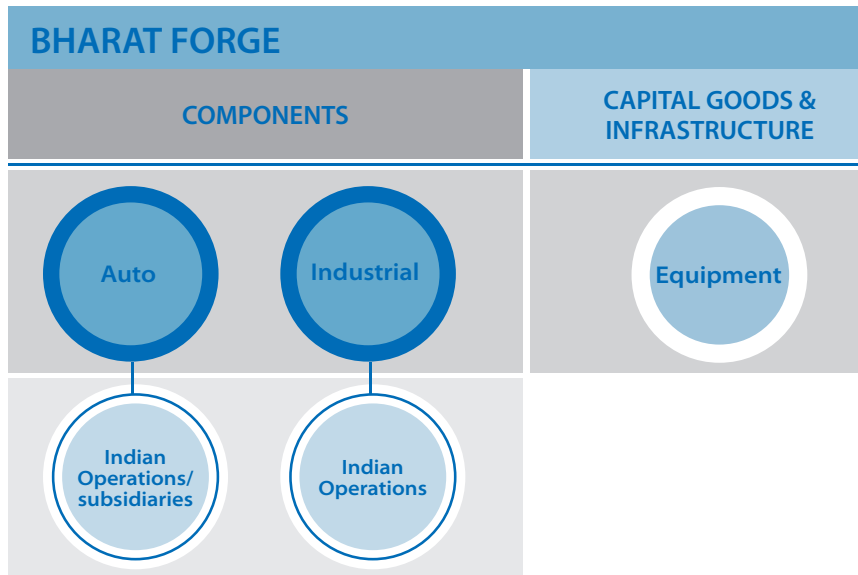 BHARAT FORGE
COMPONENTS
CAPITAL GOODS &
INFRASTRUCTURE
Auto
Industrial
Equipment
Indian
Operations/
subsidiaries
Indian
Operations